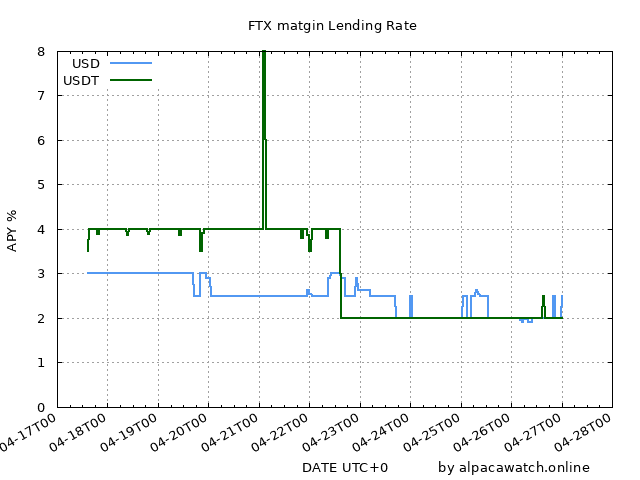 FTX matgin Lending Rate
USD
USDT
8
7
6
5
4
3
2
1
0
APY %
04-17T00
04-18T00
04-19T00
04-20T00
04-21T00
04-22T00
04-23T00
04-24T00
04-25T00
04-26T00
04-27T00
04-28T00
DATE UTC+0
by alpacawatch.online